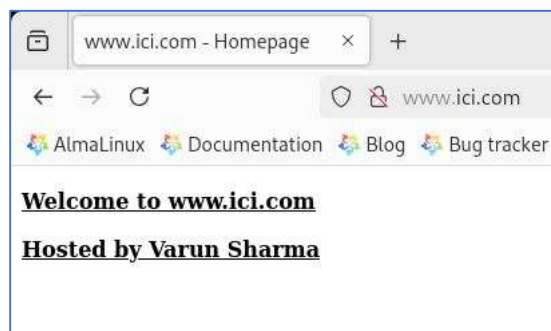 www.ici.com - Homepage
www.ici.com
AlmaLinux Documentation Blog Bug tracker
Welcome to www.ici.com
Hosted by Varun Sharma